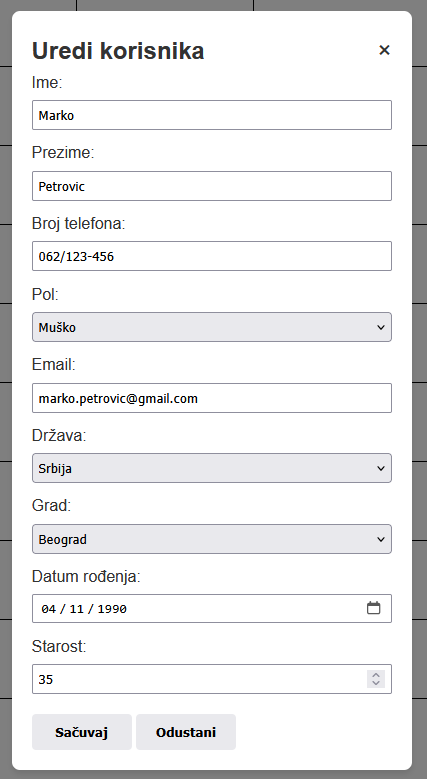 Uredi korisnika ×
Ime:
Marko
Prezime:
Petrovic
Broj telefona:
062/123-456
Pol:
Muško
Email:
marko.petrovic@gmail.com
Država:
Srbija
Grad:
Beograd
Datum rođenja:
04 / 11 / 1990
Starost:
35
Sačuvaj Odustani